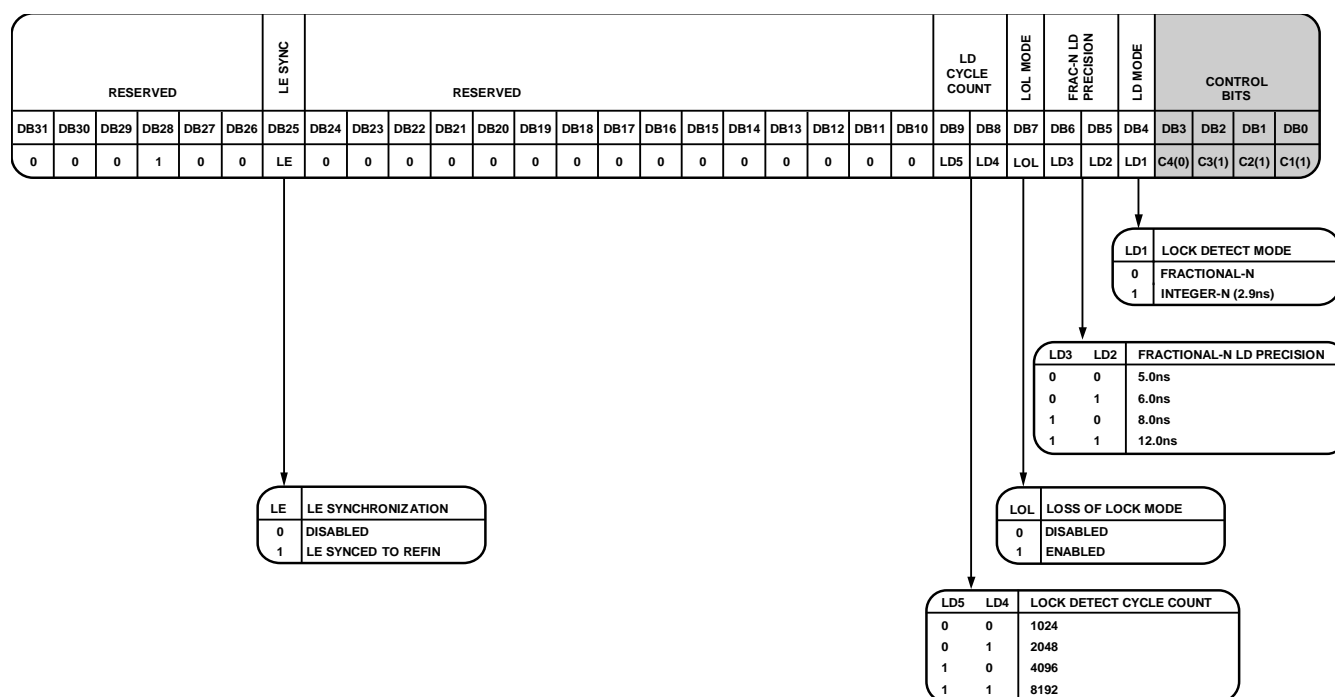 RESERVED
LE SYNC
RESERVED
LD
CYCLE
COUNT
LOL MODE
FRAC-N LD
PRECISION
LD MODE
CONTROL
BITS
DB31 DB30 DB29 DB28 DB27 DB26 DB25 DB24 DB23 DB22 DB21 DB20 DB19 DB18 DB17 DB16 DB15 DB14 DB13 DB12 DB11 DB10 DB9 DB8 DB7 DB6 DB5 DB4 DB3 DB2 DB1 DB0
0 0 0 1 0 0 LE 0 0 0 0 0 0 0 0 0 0 0 0 0 0 0 LD5 LD4 LOL LD3 LD2 LD1 C4(0) C3(1) C2(1) C1(1)
LD1 LOCK DETECT MODE
0 FRACTIONAL-N
1 INTEGER-N (2.9ns)
LD3 LD2 FRACTIONAL-N LD PRECISION
0 0 5.0ns
0 1 6.0ns
1 0 8.0ns
1 1 12.0ns
LE LE SYNCHRONIZATION
0 DISABLED
1 LE SYNCED TO REFIN
LOL LOSS OF LOCK MODE
0 DISABLED
1 ENABLED
LD5 LD4 LOCK DETECT CYCLE COUNT
0 0 1024
0 1 2048
1 0 4096
1 1 8192